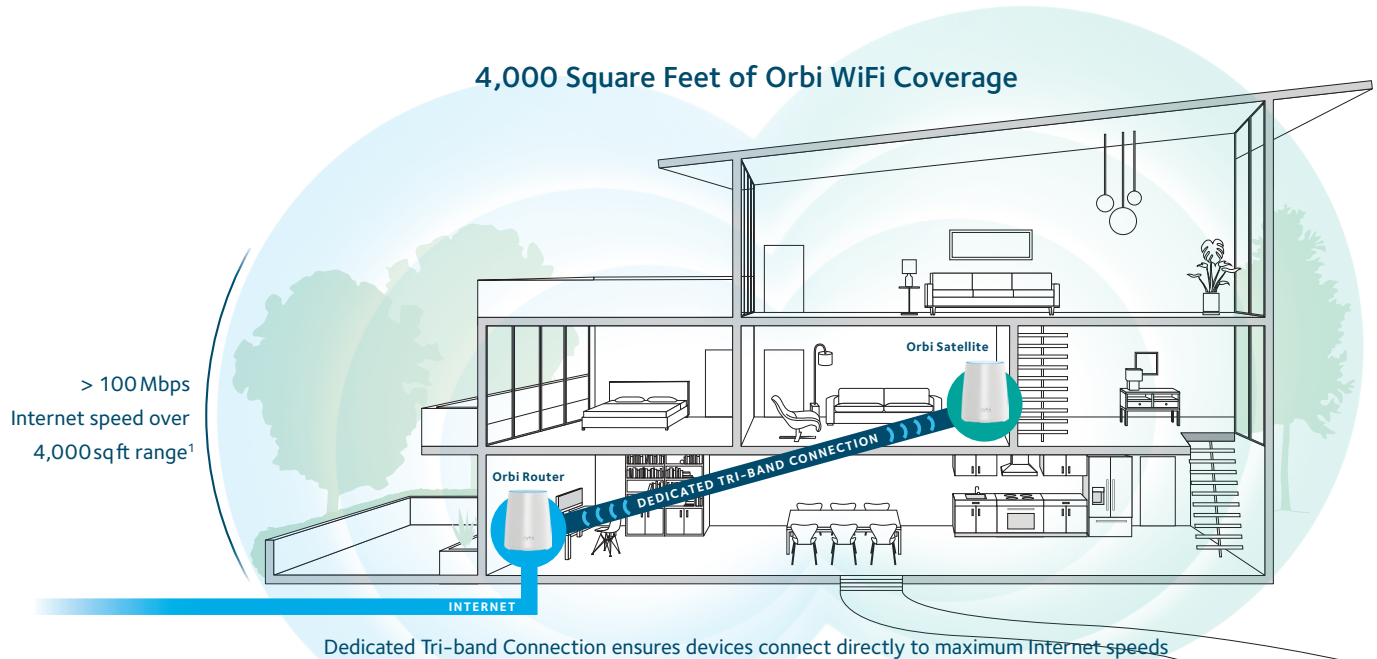 4,000 Square Feet of Orbi WiFi Coverage
Orbi Satellite
> 100 Mbps
Internet speed over
4,000 sq ft range¹
DEDICATED TRI-BAND CONNECTION
Orbi Router
INTERNET
Dedicated Tri-band Connection ensures devices connect directly to maximum Internet speeds